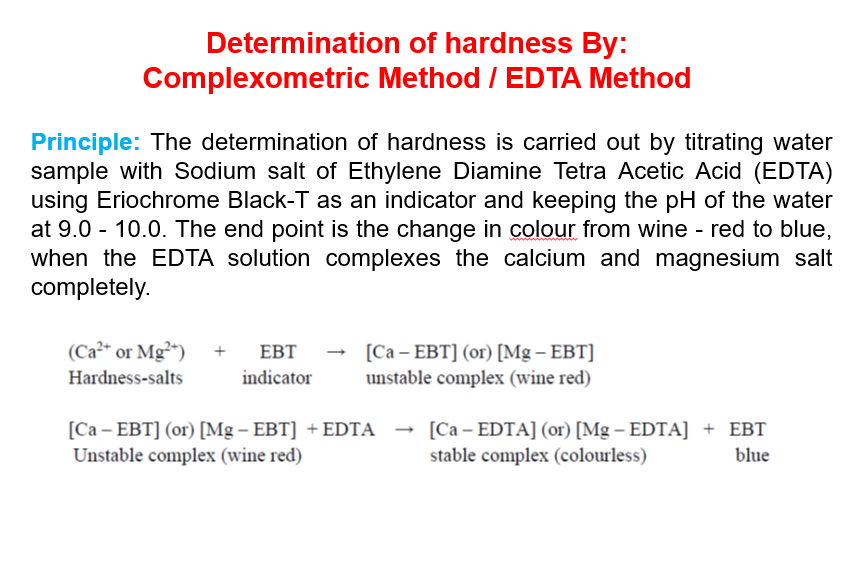 Determination of hardness By:
Complexometric Method / EDTA Method
Principle: The determination of hardness is carried out by titrating water
sample with Sodium salt of Ethylene Diamine Tetra Acetic Acid (EDTA)
using Eriochrome Black-T as an indicator and keeping the pH of the water
at 9.0 - 10.0. The end point is the change in colour from wine - red to blue,
when the EDTA solution complexes the calcium and magnesium salt
completely.
(Ca²⁺ or Mg²⁺) + EBT → [Ca – EBT] (or) [Mg – EBT]
Hardness-salts indicator unstable complex (wine red)
[Ca – EBT] (or) [Mg – EBT] + EDTA → [Ca – EDTA] (or) [Mg – EDTA] + EBT
Unstable complex (wine red) stable complex (colourless) blue